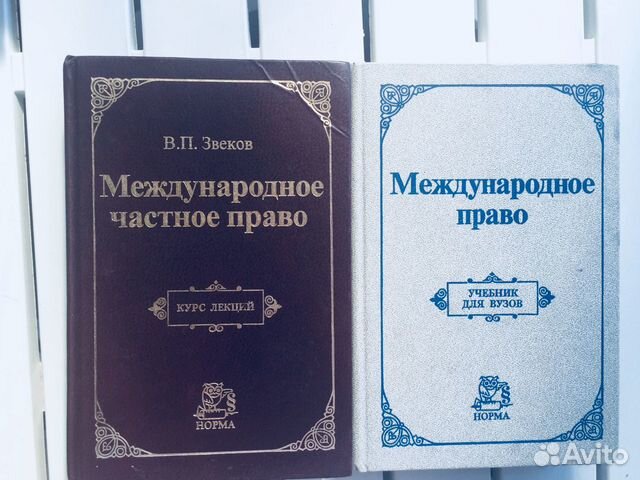 В.П. Звеков
Международное
частное право
КУРС ЛЕКЦИЙ
§
НОРМА
Международное
право
УЧЕБНИК
ДЛЯ ВУЗОВ
§
НОРМА
Avito